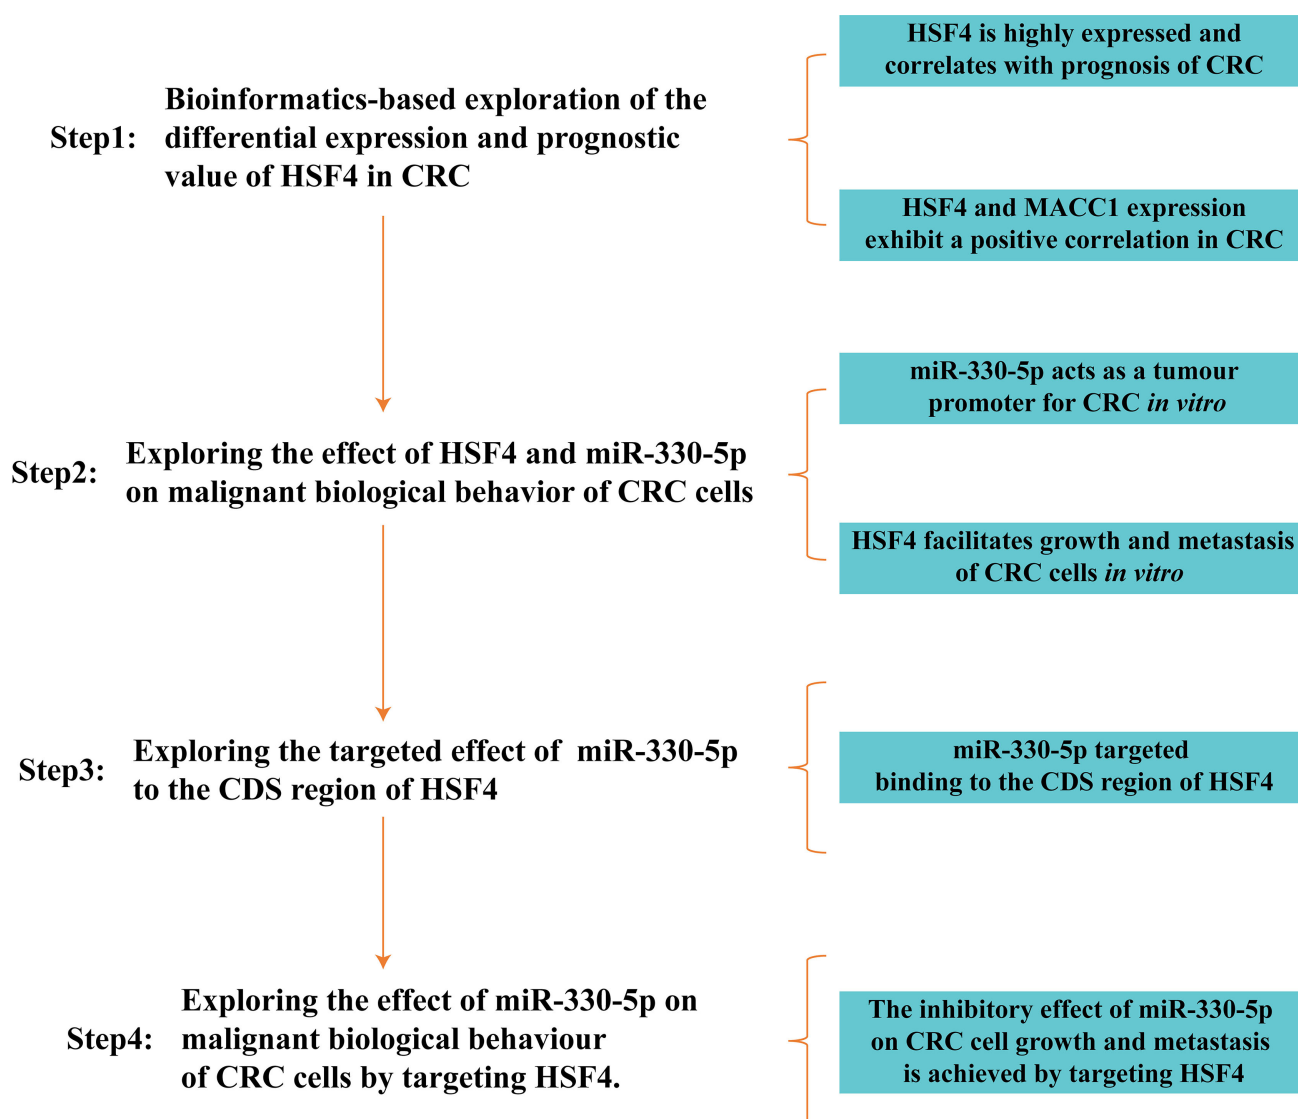 Step1:
Bioinformatics-based exploration of the
differential expression and prognostic
value of HSF4 in CRC
HSF4 is highly expressed and
correlates with prognosis of CRC
HSF4 and MACC1 expression
exhibit a positive correlation in CRC
Step2:
Exploring the effect of HSF4 and miR-330-5p
on malignant biological behavior of CRC cells
miR-330-5p acts as a tumour
promoter for CRC in vitro
HSF4 facilitates growth and metastasis
of CRC cells in vitro
Step3:
Exploring the targeted effect of miR-330-5p
to the CDS region of HSF4
miR-330-5p targeted
binding to the CDS region of HSF4
Step4:
Exploring the effect of miR-330-5p on
malignant biological behaviour
of CRC cells by targeting HSF4.
The inhibitory effect of miR-330-5p
on CRC cell growth and metastasis
is achieved by targeting HSF4